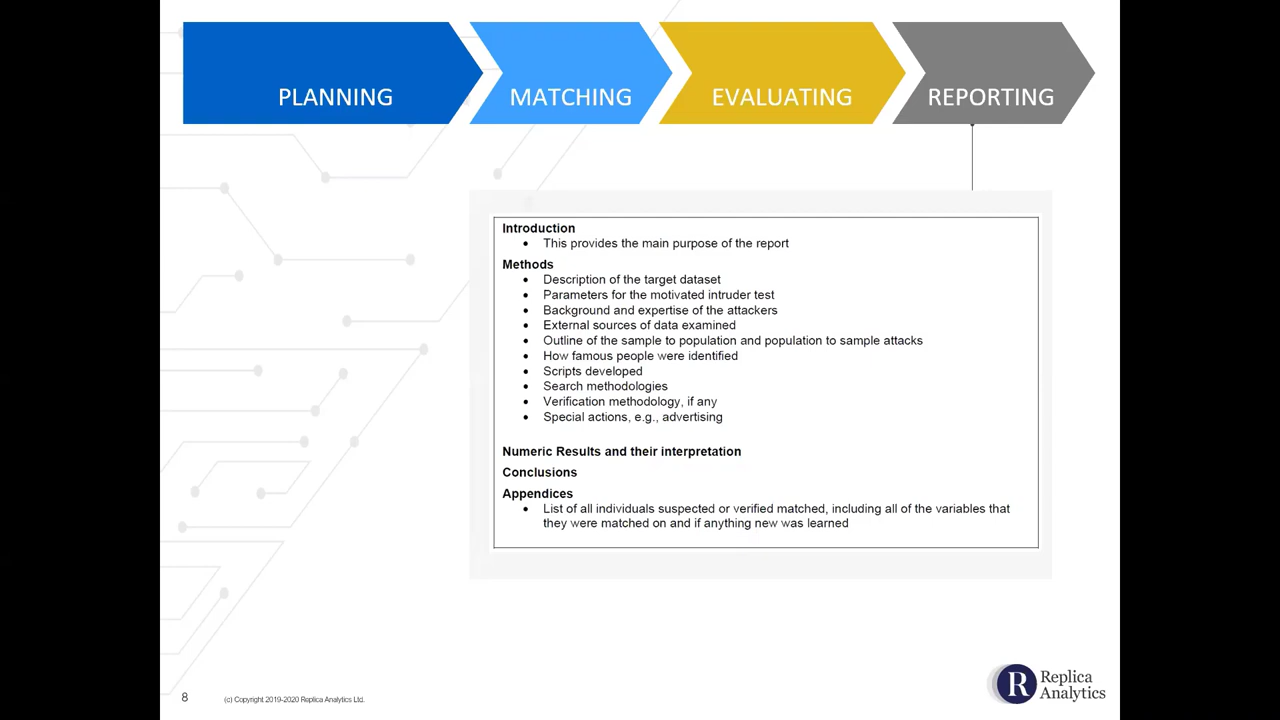 PLANNING
MATCHING
EVALUATING
REPORTING
Introduction
• This provides the main purpose of the report
Methods
• Description of the target dataset
• Parameters for the motivated intruder test
• Background and expertise of the attackers
• External sources of data examined
• Outline of the sample to population and population to sample attacks
• How famous people were identified
• Scripts developed
• Search methodologies
• Verification methodology, if any
• Special actions, e.g., advertising
Numeric Results and their interpretation
Conclusions
Appendices
• List of all individuals suspected or verified matched, including all of the variables that
they were matched on and if anything new was learned
8
(c) Copyright 2019-2020 Replica Analytics Ltd.
R
Replica
Analytics